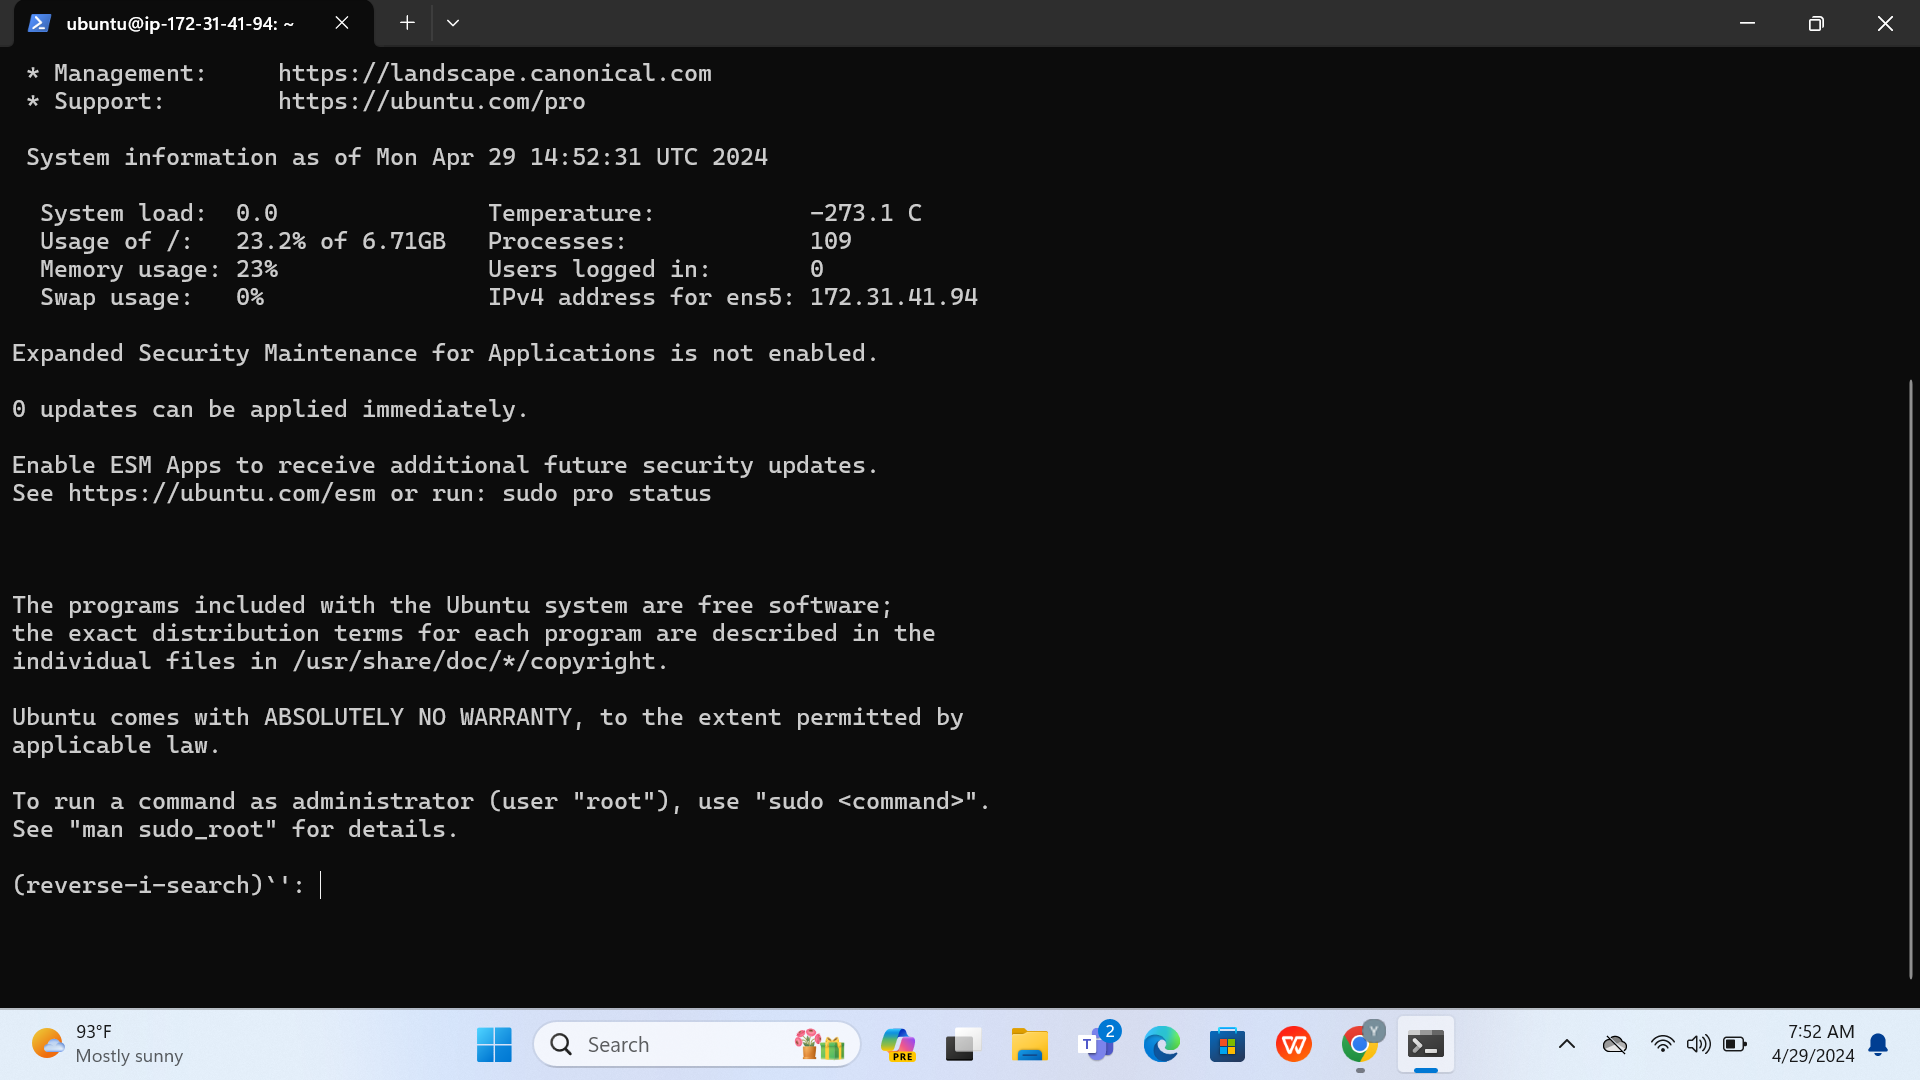 ubuntu@ip-172-31-41-94: ~
* Management:     https://landscape.canonical.com
* Support:        https://ubuntu.com/pro
System information as of Mon Apr 29 14:52:31 UTC 2024
System load:  0.0               Temperature:           -273.1 C
Usage of /:   23.2% of 6.71GB   Processes:             109
Memory usage: 23%               Users logged in:       0
Swap usage:   0%                IPv4 address for ens5: 172.31.41.94
Expanded Security Maintenance for Applications is not enabled.
0 updates can be applied immediately.
Enable ESM Apps to receive additional future security updates.
See https://ubuntu.com/esm or run: sudo pro status
The programs included with the Ubuntu system are free software;
the exact distribution terms for each program are described in the
individual files in /usr/share/doc/*/copyright.
Ubuntu comes with ABSOLUTELY NO WARRANTY, to the extent permitted by
applicable law.
To run a command as administrator (user "root"), use "sudo <command>".
See "man sudo_root" for details.
(reverse-i-search)`':
93°F
Mostly sunny
Search
PRE
T
2
W
Y
7:52 AM
4/29/2024